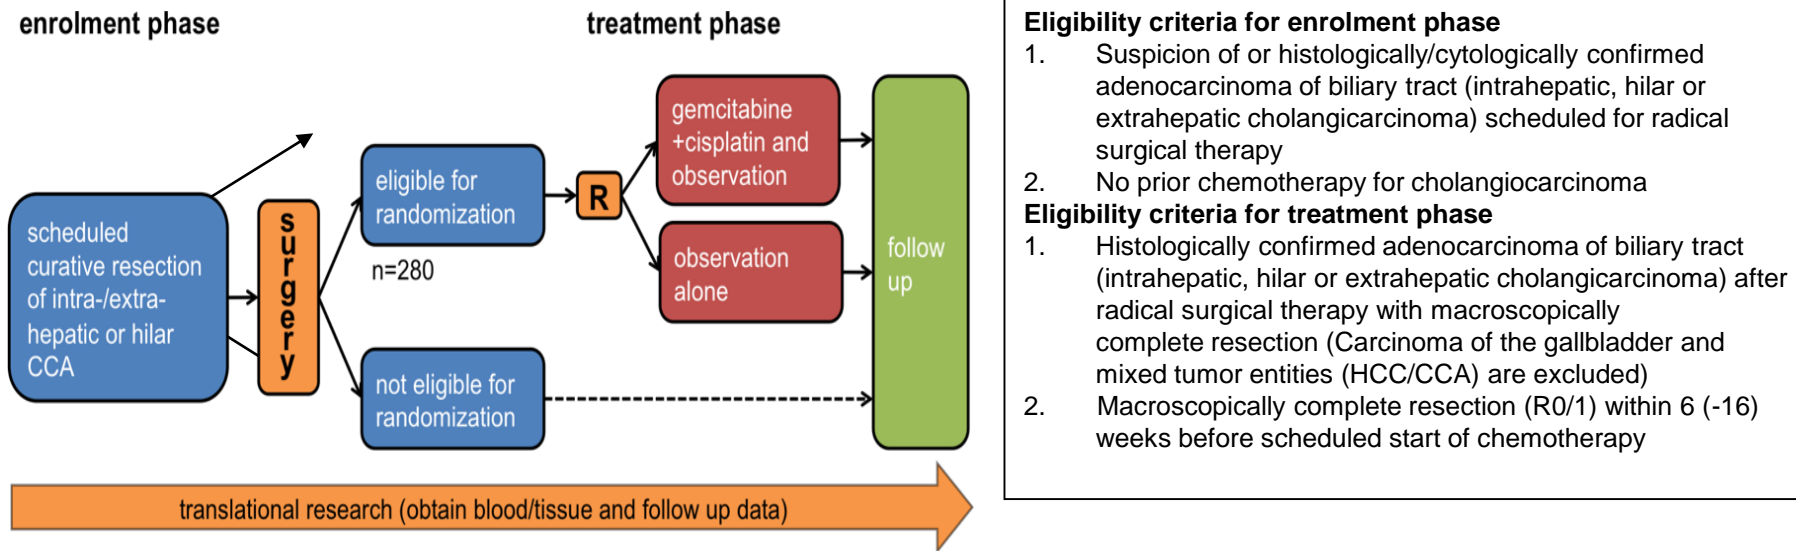 enrolment phase
treatment phase
scheduled
curative resection
of intra-/extra-
hepatic or hilar
CCA
surgery
eligible for
randomization
n=280
not eligible for
randomization
R
gemcitabine
+cisplatin and
observation
observation
alone
follow
up
translational research (obtain blood/tissue and follow up data)
Eligibility criteria for enrolment phase
1. Suspicion of or histologically/cytologically confirmed
adenocarcinoma of biliary tract (intrahepatic, hilar or
extrahepatic cholangicarcinoma) scheduled for radical
surgical therapy
2. No prior chemotherapy for cholangiocarcinoma
Eligibility criteria for treatment phase
1. Histologically confirmed adenocarcinoma of biliary tract
(intrahepatic, hilar or extrahepatic cholangicarcinoma) after
radical surgical therapy with macroscopically
complete resection (Carcinoma of the gallbladder and
mixed tumor entities (HCC/CCA) are excluded)
2. Macroscopically complete resection (R0/1) within 6 (-16)
weeks before scheduled start of chemotherapy